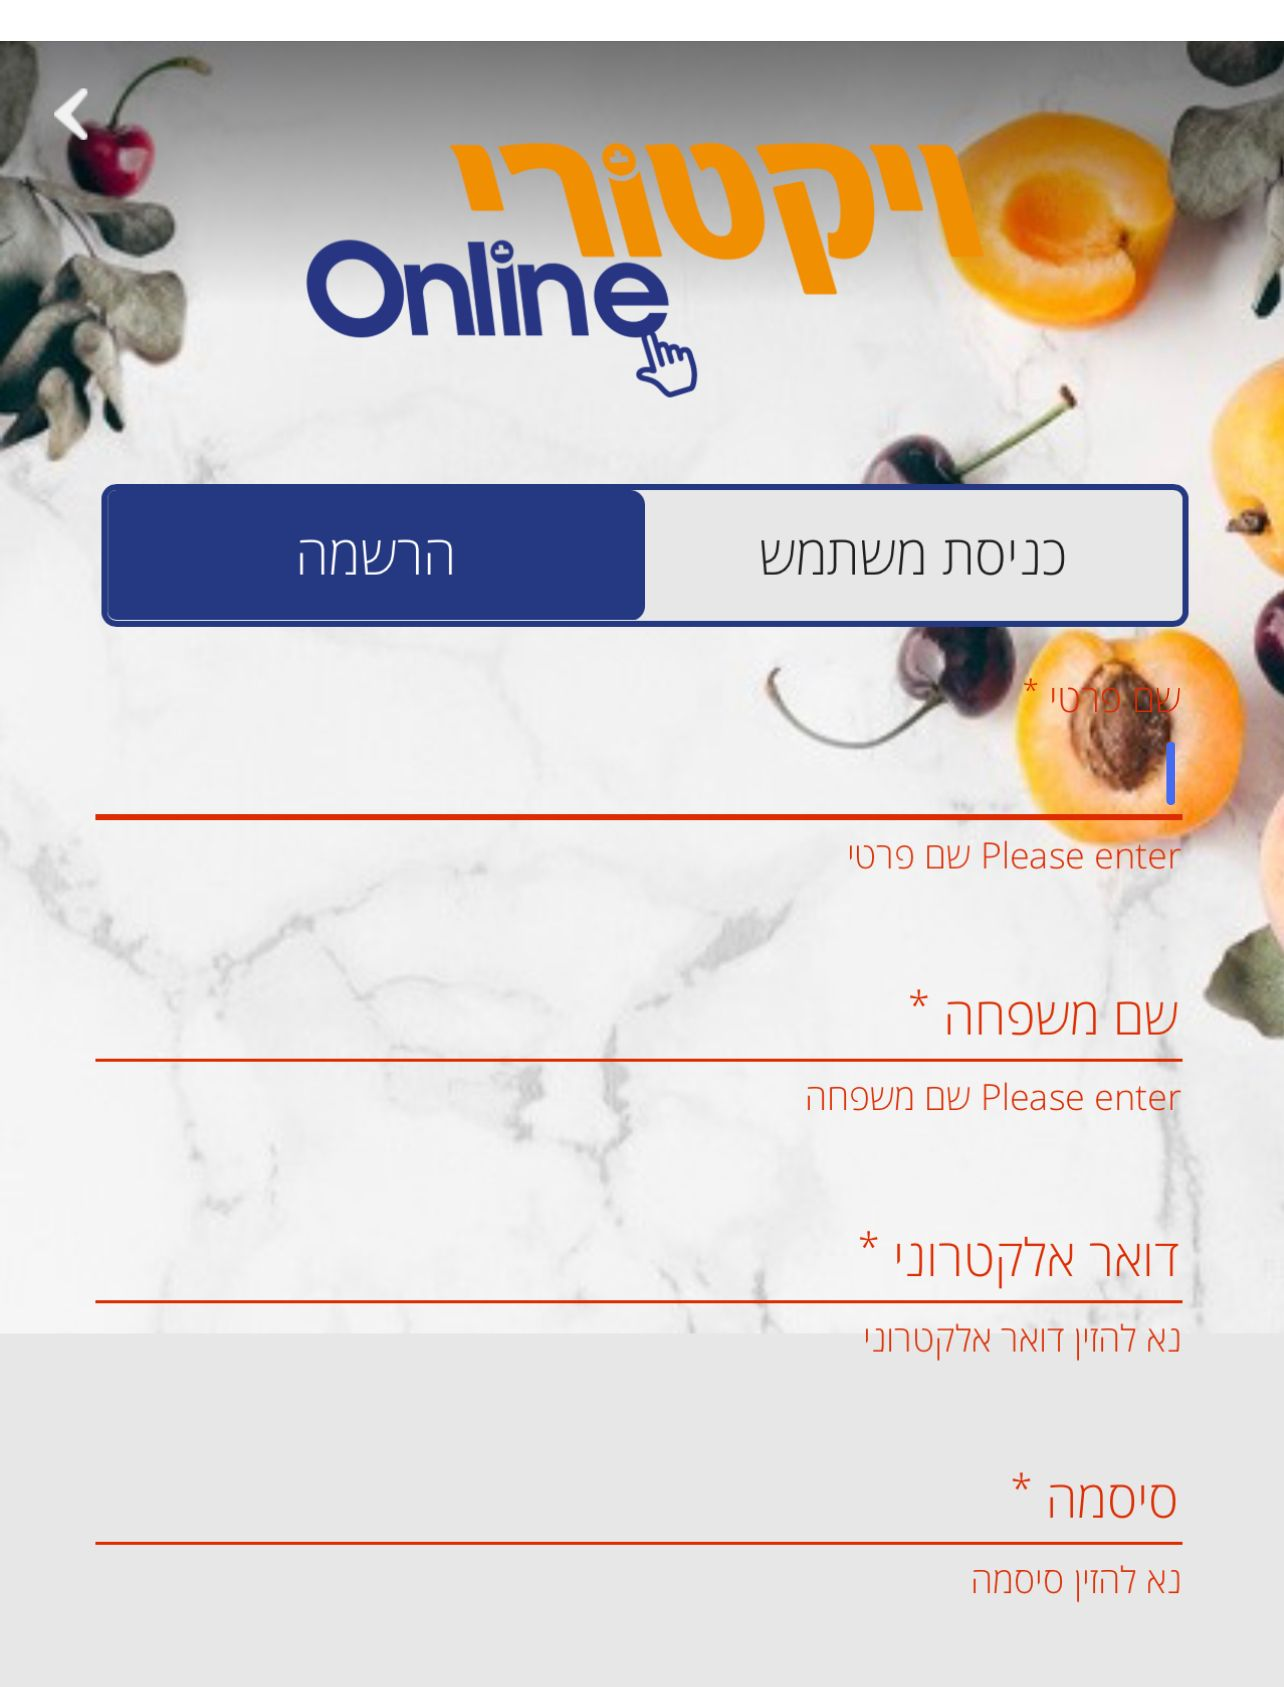 ויקטורי
Online
כניסת משתמש
הרשמה
שם פרטי *
Please enter שם פרטי
שם משפחה *
Please enter שם משפחה
דואר אלקטרוני *
נא להזין דואר אלקטרוני
סיסמה *
נא להזין סיסמה